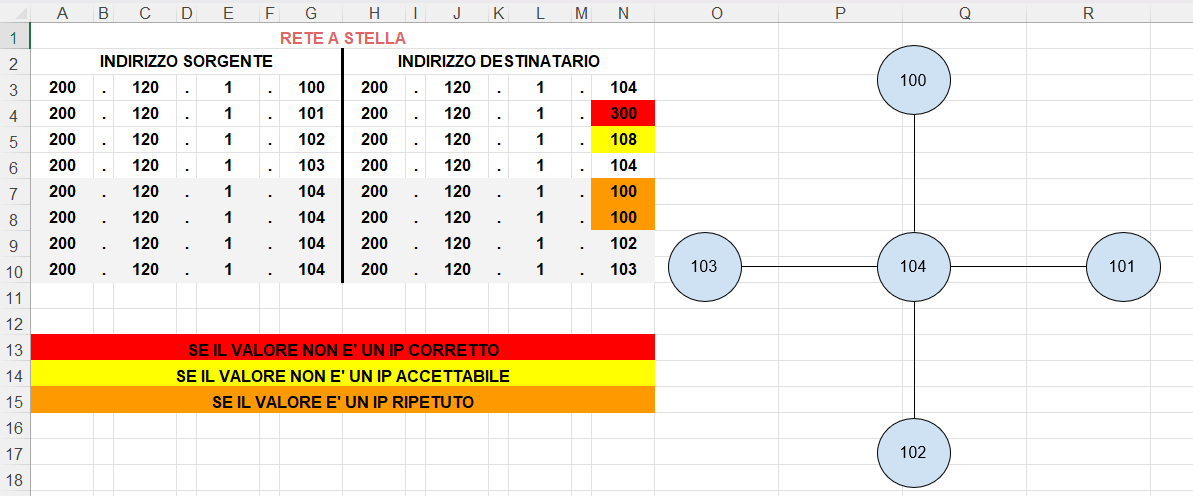 A B C D E F G H I J K L M N O P Q R
1 RETE A STELLA
2 INDIRIZZO SORGENTE INDIRIZZO DESTINATARIO
3 200 . 120 . 1 . 100 200 . 120 . 1 . 104
4 200 . 120 . 1 . 101 200 . 120 . 1 . 300
5 200 . 120 . 1 . 102 200 . 120 . 1 . 108
6 200 . 120 . 1 . 103 200 . 120 . 1 . 104
7 200 . 120 . 1 . 104 200 . 120 . 1 . 100
8 200 . 120 . 1 . 104 200 . 120 . 1 . 100
9 200 . 120 . 1 . 104 200 . 120 . 1 . 102
10 200 . 120 . 1 . 104 200 . 120 . 1 . 103
11
12
13 SE IL VALORE NON E' UN IP CORRETTO
14 SE IL VALORE NON E' UN IP ACCETTABILE
15 SE IL VALORE E' UN IP RIPETUTO
16
17
18
100
103 104 101
102